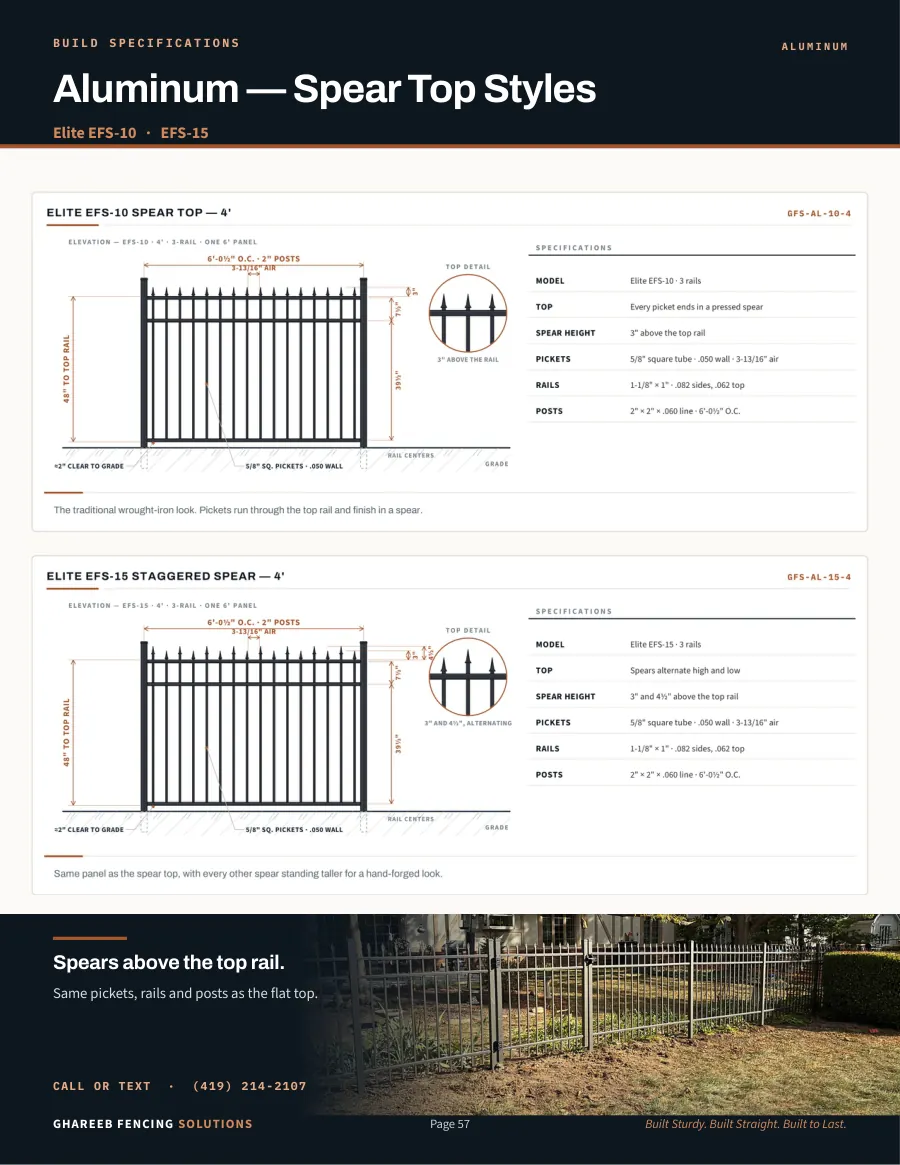 BUILD SPECIFICATIONS
ALUMINUM
Aluminum — Spear Top Styles
Elite EFS-10 · EFS-15
ELITE EFS-10 SPEAR TOP — 4'
GFS-AL-10-4
ELEVATION — EFS-10 · 4' · 3-RAIL · ONE 6' PANEL
6'-0½" O.C. · 2" POSTS
3-13/16" AIR
48" TO TOP RAIL
3"
7½"
39½"
TOP DETAIL
3" ABOVE THE RAIL
RAIL CENTERS
GRADE
≈2" CLEAR TO GRADE
5/8" SQ. PICKETS · .050 WALL
SPECIFICATIONS
MODEL Elite EFS-10 · 3 rails
TOP Every picket ends in a pressed spear
SPEAR HEIGHT 3" above the top rail
PICKETS 5/8" square tube · .050 wall · 3-13/16" air
RAILS 1-1/8" × 1" · .082 sides, .062 top
POSTS 2" × 2" × .060 line · 6'-0½" O.C.
The traditional wrought-iron look. Pickets run through the top rail and finish in a spear.
ELITE EFS-15 STAGGERED SPEAR — 4'
GFS-AL-15-4
ELEVATION — EFS-15 · 4' · 3-RAIL · ONE 6' PANEL
6'-0½" O.C. · 2" POSTS
3-13/16" AIR
48" TO TOP RAIL
3"
4½"
7½"
39½"
TOP DETAIL
3" AND 4½", ALTERNATING
RAIL CENTERS
GRADE
≈2" CLEAR TO GRADE
5/8" SQ. PICKETS · .050 WALL
SPECIFICATIONS
MODEL Elite EFS-15 · 3 rails
TOP Spears alternate high and low
SPEAR HEIGHT 3" and 4½" above the top rail
PICKETS 5/8" square tube · .050 wall · 3-13/16" air
RAILS 1-1/8" × 1" · .082 sides, .062 top
POSTS 2" × 2" × .060 line · 6'-0½" O.C.
Same panel as the spear top, with every other spear standing taller for a hand-forged look.
Spears above the top rail.
Same pickets, rails and posts as the flat top.
CALL OR TEXT · (419) 214-2107
GHAREEB FENCING SOLUTIONS
Page 57
Built Sturdy. Built Straight. Built to Last.